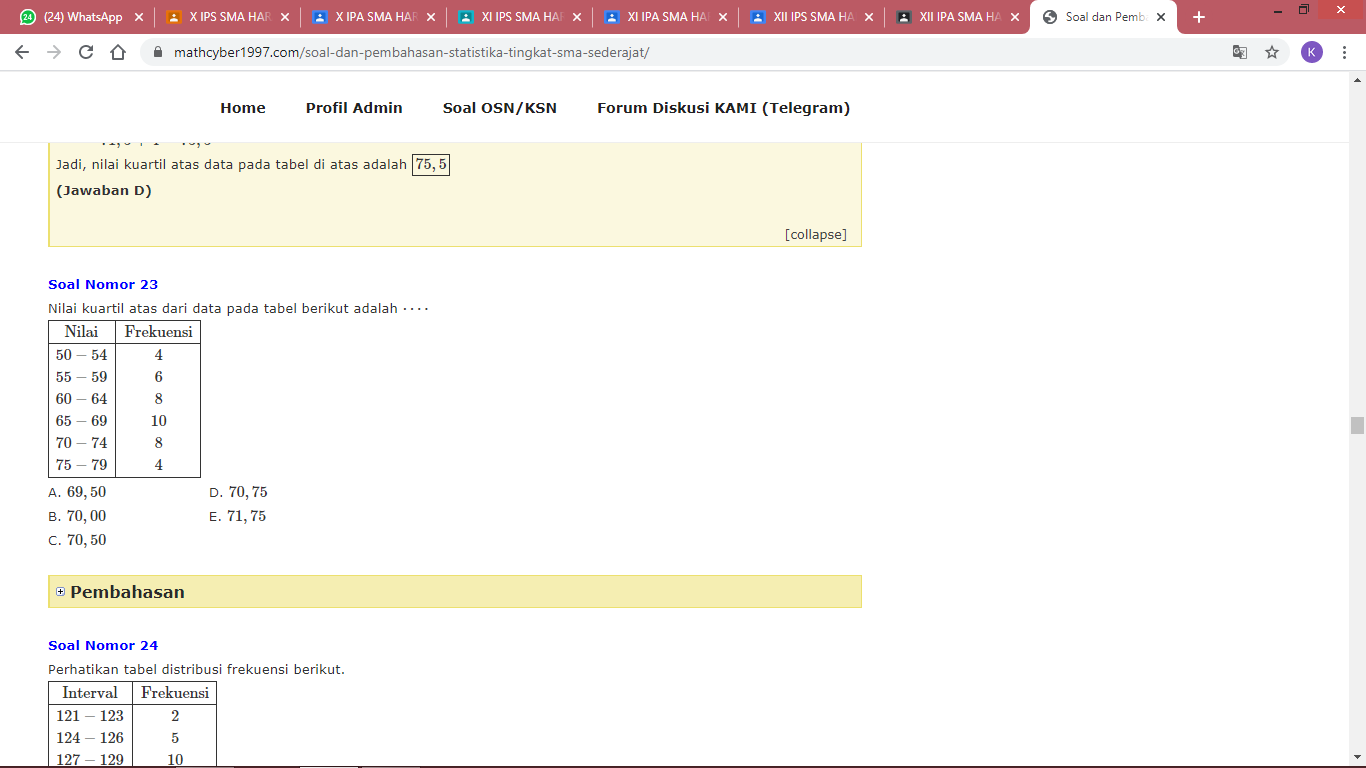 24 (24) WhatsApp X IPS SMA HAR X IPA SMA HAR XI IPS SMA HAR XI IPA SMA HA XII IPS SMA HA XII IPA SMA HA Soal dan Pemb
mathcyber1997.com/soal-dan-pembahasan-statistika-tingkat-sma-sederajat/ K
Home Profil Admin Soal OSN/KSN Forum Diskusi KAMI (Telegram)
Jadi, nilai kuartil atas data pada tabel di atas adalah 75,5
(Jawaban D)
[collapse]
Soal Nomor 23
Nilai kuartil atas dari data pada tabel berikut adalah ····
Nilai Frekuensi
50 – 54 4
55 – 59 6
60 – 64 8
65 – 69 10
70 – 74 8
75 – 79 4
A. 69,50 D. 70,75
B. 70,00 E. 71,75
C. 70,50
Pembahasan
Soal Nomor 24
Perhatikan tabel distribusi frekuensi berikut.
Interval Frekuensi
121 – 123 2
124 – 126 5
127 – 129 10